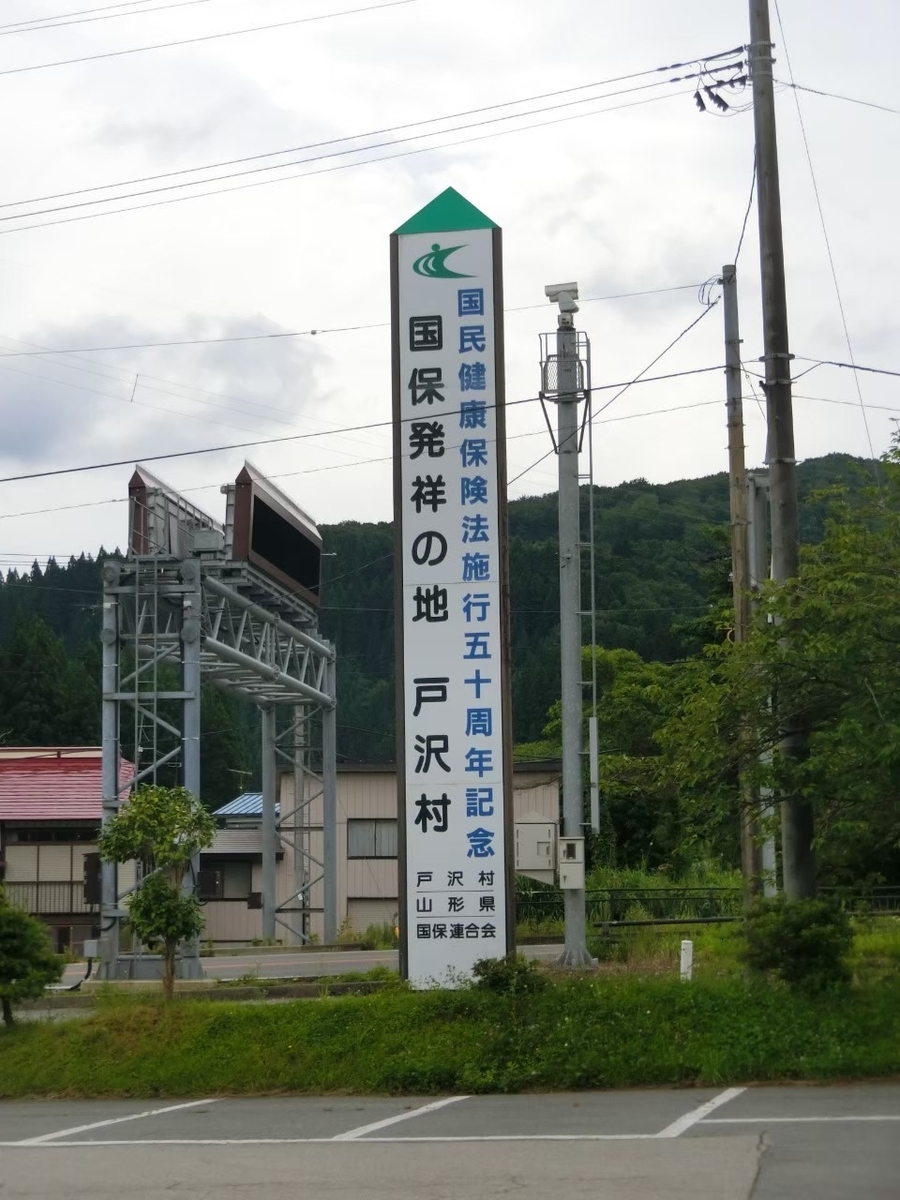 国民健康保険法施行五十周年記念
国保発祥の地 戸沢村
戸沢村
山形県
国保連合会